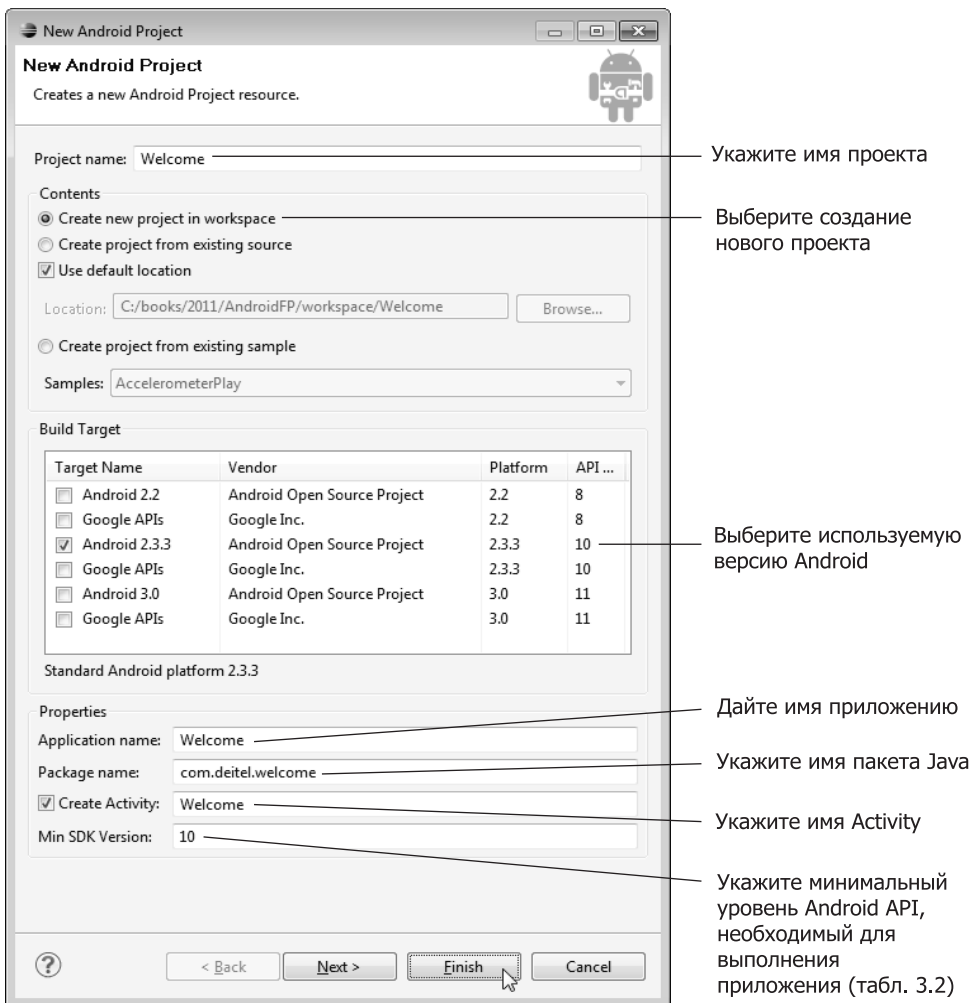 New Android Project
New Android Project
Creates a new Android Project resource.
Project name: Welcome
Укажите имя проекта
Contents
Create new project in workspace
Выберите создание
нового проекта
Create project from existing source
Use default location
Location: C:/books/2011/AndroidFP/workspace/Welcome Browse...
Create project from existing sample
Samples: AccelerometerPlay
Build Target
Target Name Vendor Platform API ...
Android 2.2 Android Open Source Project 2.2 8
Google APIs Google Inc. 2.2 8
Android 2.3.3 Android Open Source Project 2.3.3 10
Выберите используемую
версию Android
Google APIs Google Inc. 2.3.3 10
Android 3.0 Android Open Source Project 3.0 11
Google APIs Google Inc. 3.0 11
Standard Android platform 2.3.3
Properties
Application name: Welcome
Дайте имя приложению
Package name: com.deitel.welcome
Укажите имя пакета Java
Create Activity: Welcome
Укажите имя Activity
Min SDK Version: 10
Укажите минимальный
уровень Android API,
необходимый для
выполнения
приложения (табл. 3.2)
? < Back Next > Finish Cancel